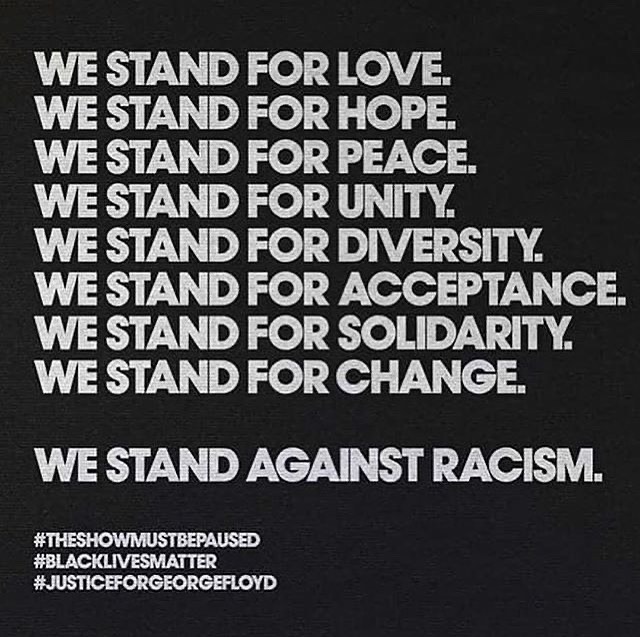 WE STAND FOR LOVE.
WE STAND FOR HOPE.
WE STAND FOR PEACE.
WE STAND FOR UNITY.
WE STAND FOR DIVERSITY.
WE STAND FOR ACCEPTANCE.
WE STAND FOR SOLIDARITY.
WE STAND FOR CHANGE.
WE STAND AGAINST RACISM.
#THESHOWMUSTBEPAUSED
#BLACKLIVESMATTER
#JUSTICEFORGEORGEFLOYD